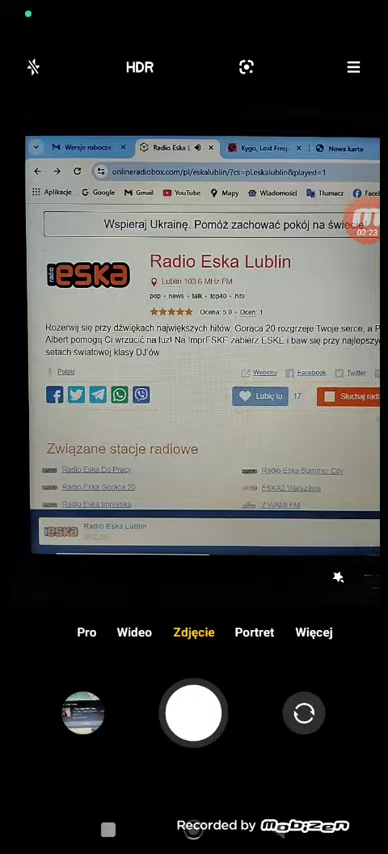 HDR
Wersje robocze
Radio Eska L
Kygo, Lost Freq
Nowa karta
onlineradiobox.com/pl/eskalublin/?cs=pl.eskalublin&played=1
Aplikacje Google Gmail YouTube Mapy Wiadomości Tłumacz Faceb
Wspieraj Ukrainę. Pomóż zachować pokój na świecie!
02:23
radio eska
Radio Eska Lublin
Lublin 103.6 MHz FM
pop • news • talk • top40 • hits
Ocena: 5.0 Ocen: 1
Rozerwij się przy dźwiękach największych hitów. Gorąca 20 rozgrzeje Twoje serce, a P
Albert pomogą Ci wrzucić na luz! Na ImprESKE zabierz ESKE i baw się przy najlepszyc
setach światowej klasy DJ'ów
Polski
Website Facebook Twitter
Lubię to 17
Słuchaj radi
Związane stacje radiowe
Radio Eska Do Pracy
Radio Eska Summer City
Radio Eska Gorąca 20
ESKA2 Warszawa
Radio Eska Impreska
Z WAMI FM
eska
Radio Eska Lublin
Pro Wideo Zdjęcie Portret Więcej
Recorded by Mobizen